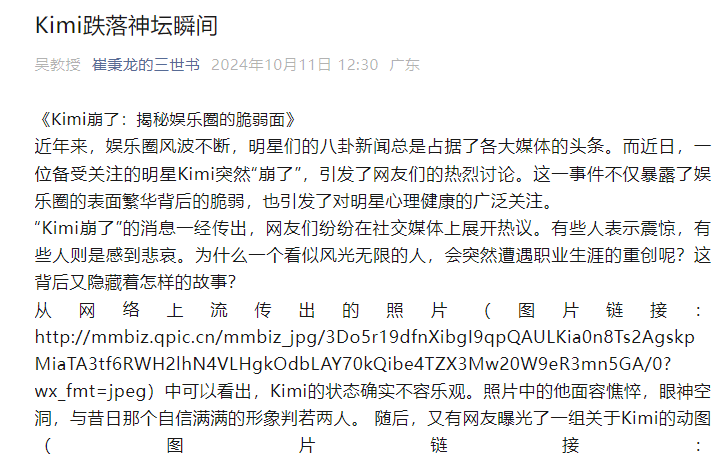 Kimi跌落神坛瞬间
吴教授 崔秉龙的三世书 2024年10月11日 12:30 广东
《Kimi崩了：揭秘娱乐圈的脆弱面》
近年来，娱乐圈风波不断，明星们的八卦新闻总是占据了各大媒体的头条。而近日，一
位备受关注的明星Kimi突然“崩了”，引发了网友们的热烈讨论。这一事件不仅暴露了娱
乐圈的表面繁华背后的脆弱，也引发了对明星心理健康的广泛关注。
“Kimi崩了”的消息一经传出，网友们纷纷在社交媒体上展开热议。有些人表示震惊，有
些人则是感到悲哀。为什么一个看似风光无限的人，会突然遭遇职业生涯的重创呢？这
背后又隐藏着怎样的故事？
从网络上流传出的照片（图片链接：
http://mmbiz.qpic.cn/mmbiz_jpg/3Do5r19dfnXibgI9qpQAULKia0n8Ts2Agskp
MiaTA3tf6RWH2lhN4VLHgkOdbLAY70kQibe4TZX3Mw20W9eR3mn5GA/0?
wx_fmt=jpeg）中可以看出，Kimi的状态确实不容乐观。照片中的他面容憔悴，眼神空
洞，与昔日那个自信满满的形象判若两人。 随后，又有网友曝光了一组关于Kimi的动图
（图片链接：